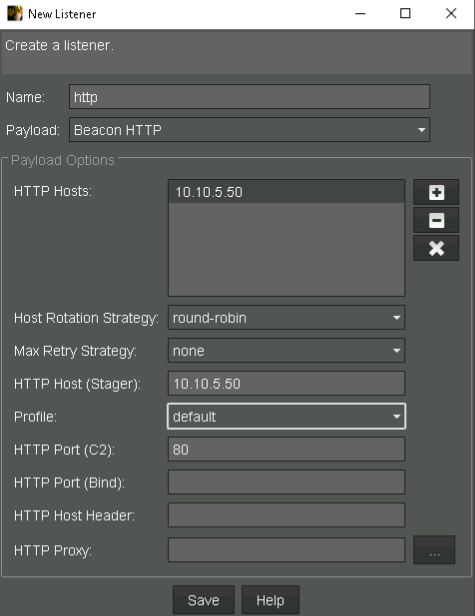 New Listener
Create a listener.
Name: http
Payload: Beacon HTTP
Payload Options
HTTP Hosts: 10.10.5.50
Host Rotation Strategy: round-robin
Max Retry Strategy: none
HTTP Host (Stager): 10.10.5.50
Profile: default
HTTP Port (C2): 80
HTTP Port (Bind):
HTTP Host Header:
HTTP Proxy: ...
Save Help